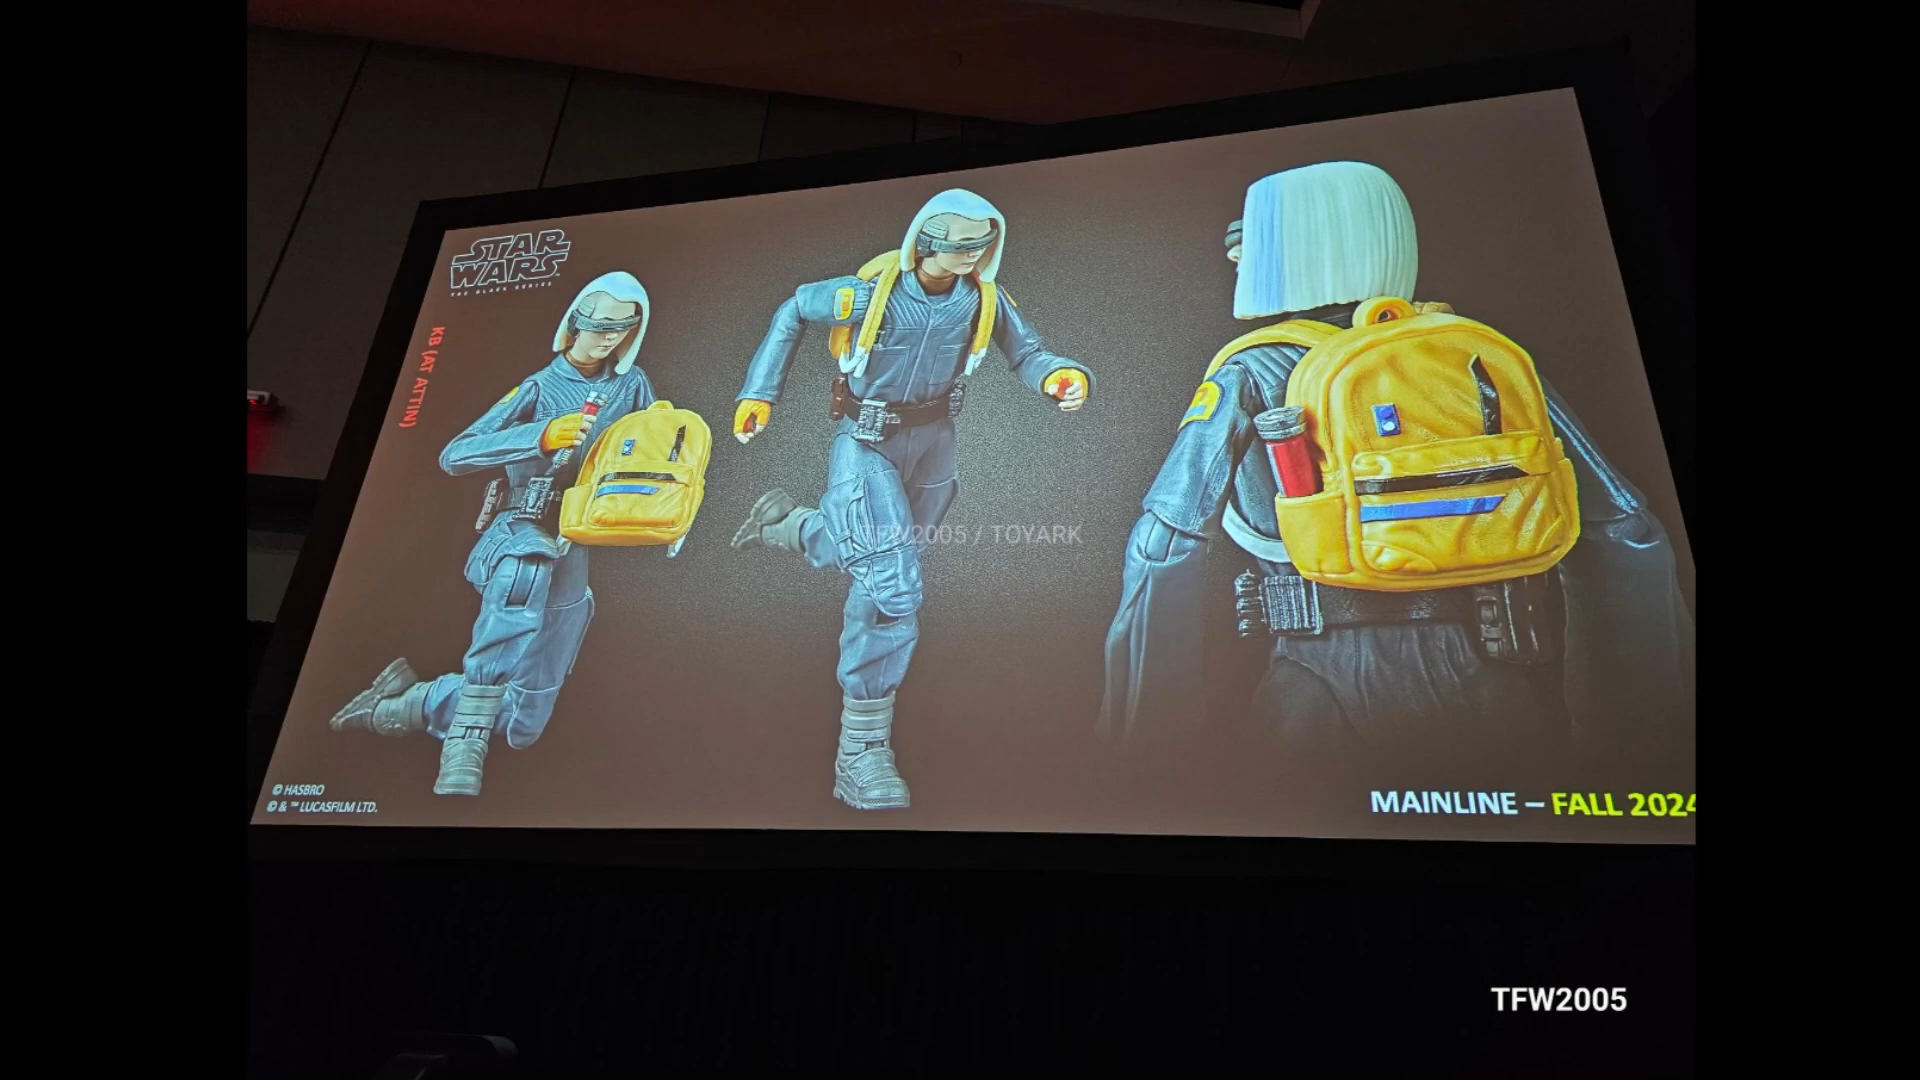 STAR
WARS
THE BLACK SERIES
KB (AT ATTIN)
TFW2005 / TOYARK
© HASBRO
© & ™ LUCASFILM LTD.
MAINLINE – FALL 2024
TFW2005